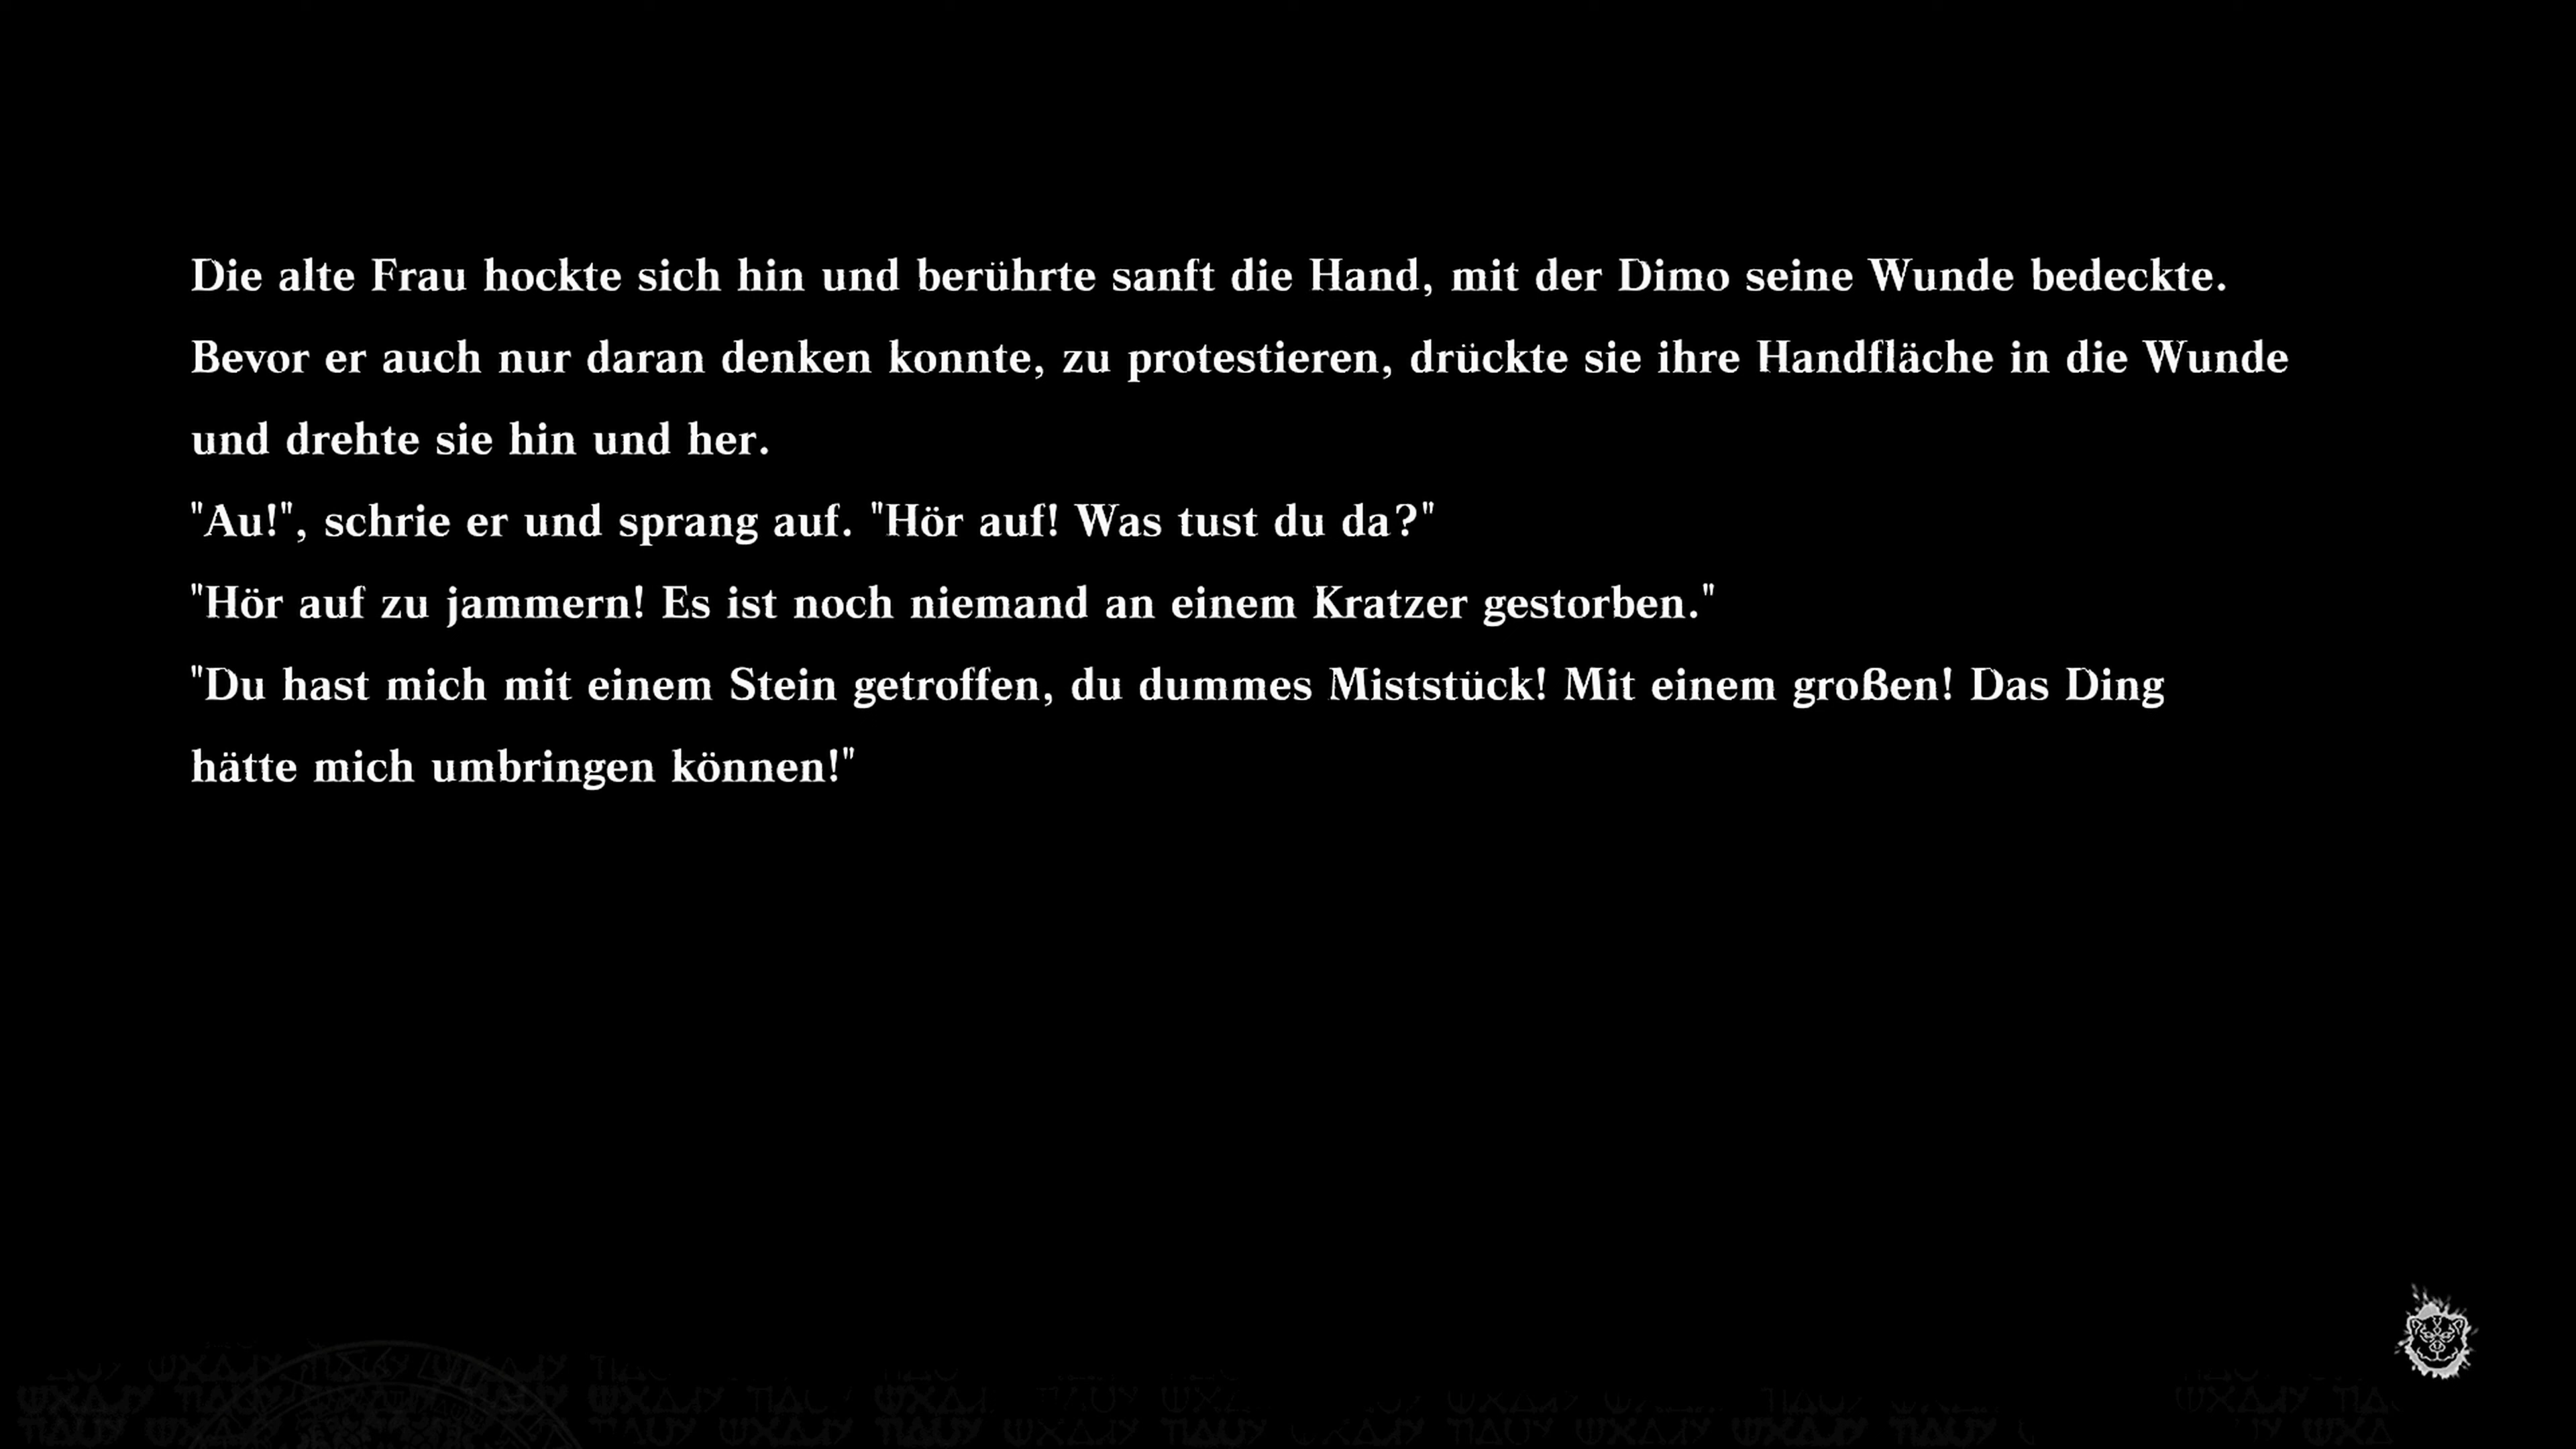 Die alte Frau hockte sich hin und berührte sanft die Hand, mit der Dimo seine Wunde bedeckte.
Bevor er auch nur daran denken konnte, zu protestieren, drückte sie ihre Handfläche in die Wunde
und drehte sie hin und her.
"Au!", schrie er und sprang auf. "Hör auf! Was tust du da?"
"Hör auf zu jammern! Es ist noch niemand an einem Kratzer gestorben."
"Du hast mich mit einem Stein getroffen, du dummes Miststück! Mit einem großen! Das Ding
hätte mich umbringen können!"